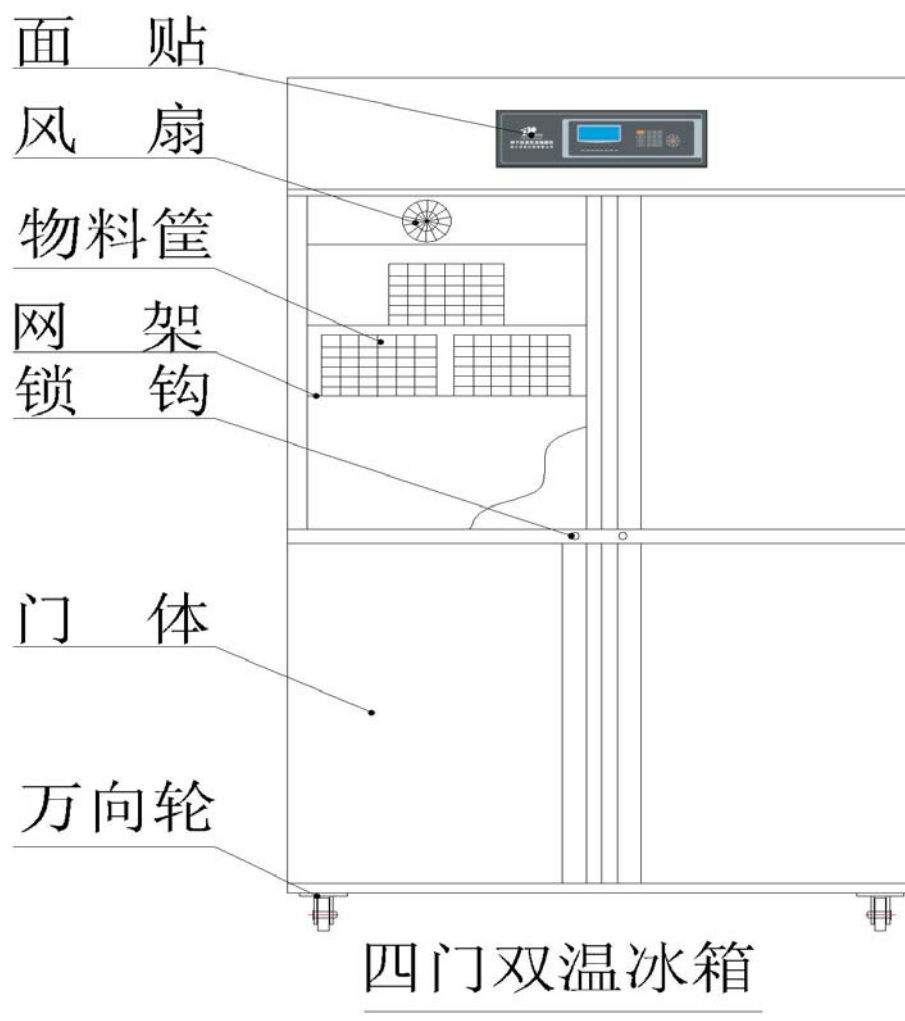 面 贴
风 扇
物料筐
网 架
锁 钩
门 体
万向轮
四门双温冰箱